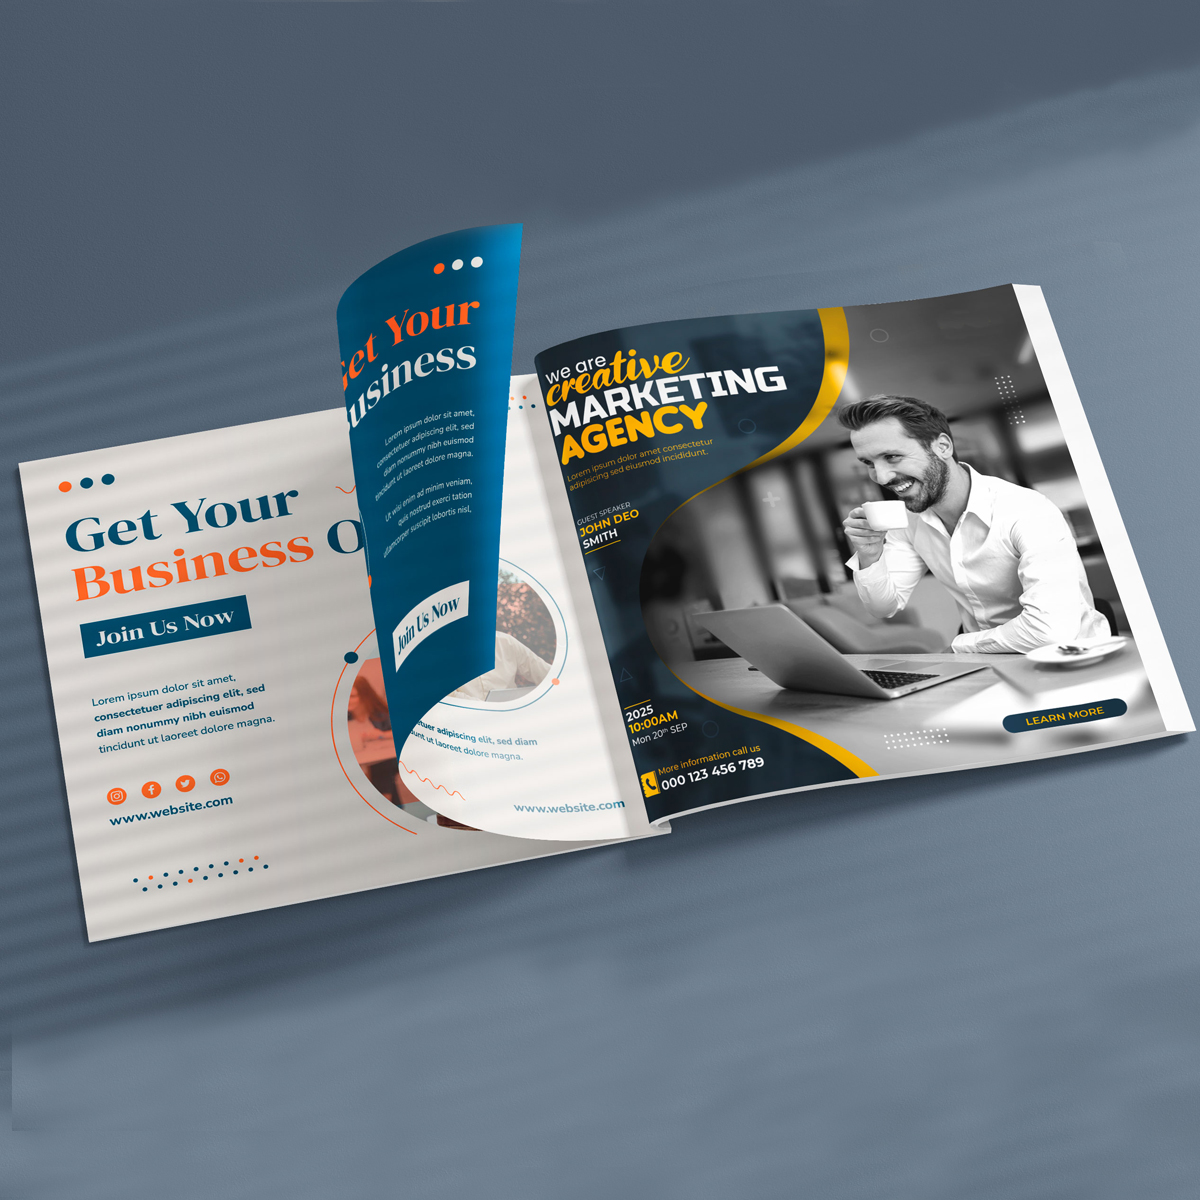 Get Your
Business
Join Us Now
Lorem ipsum dolor sit amet,
consectetuer adipiscing elit, sed
diam nonummy nibh euismod
tincidunt ut laoreet dolore magna.
www.website.com
Get Your
Business
Lorem ipsum dolor sit amet,
consectetuer adipiscing elit, sed
diam nonummy nibh euismod
tincidunt ut laoreet dolore magna.
Ut wisi enim ad minim veniam,
quis nostrud exerci tation
ullamcorper suscipit lobortis nisl,
Join Us Now
adipiscing elit, sed diam
ut laoreet dolore magna.
www.website.com
we are
creative
MARKETING
AGENCY
Lorem ipsum dolor amet consectetur
adipisicing sed eiusmod incididunt.
GUEST SPEAKER
JOHN DEO
SMITH
2025
10:00AM
Mon 20th SEP
More information call us
000 123 456 789
LEARN MORE